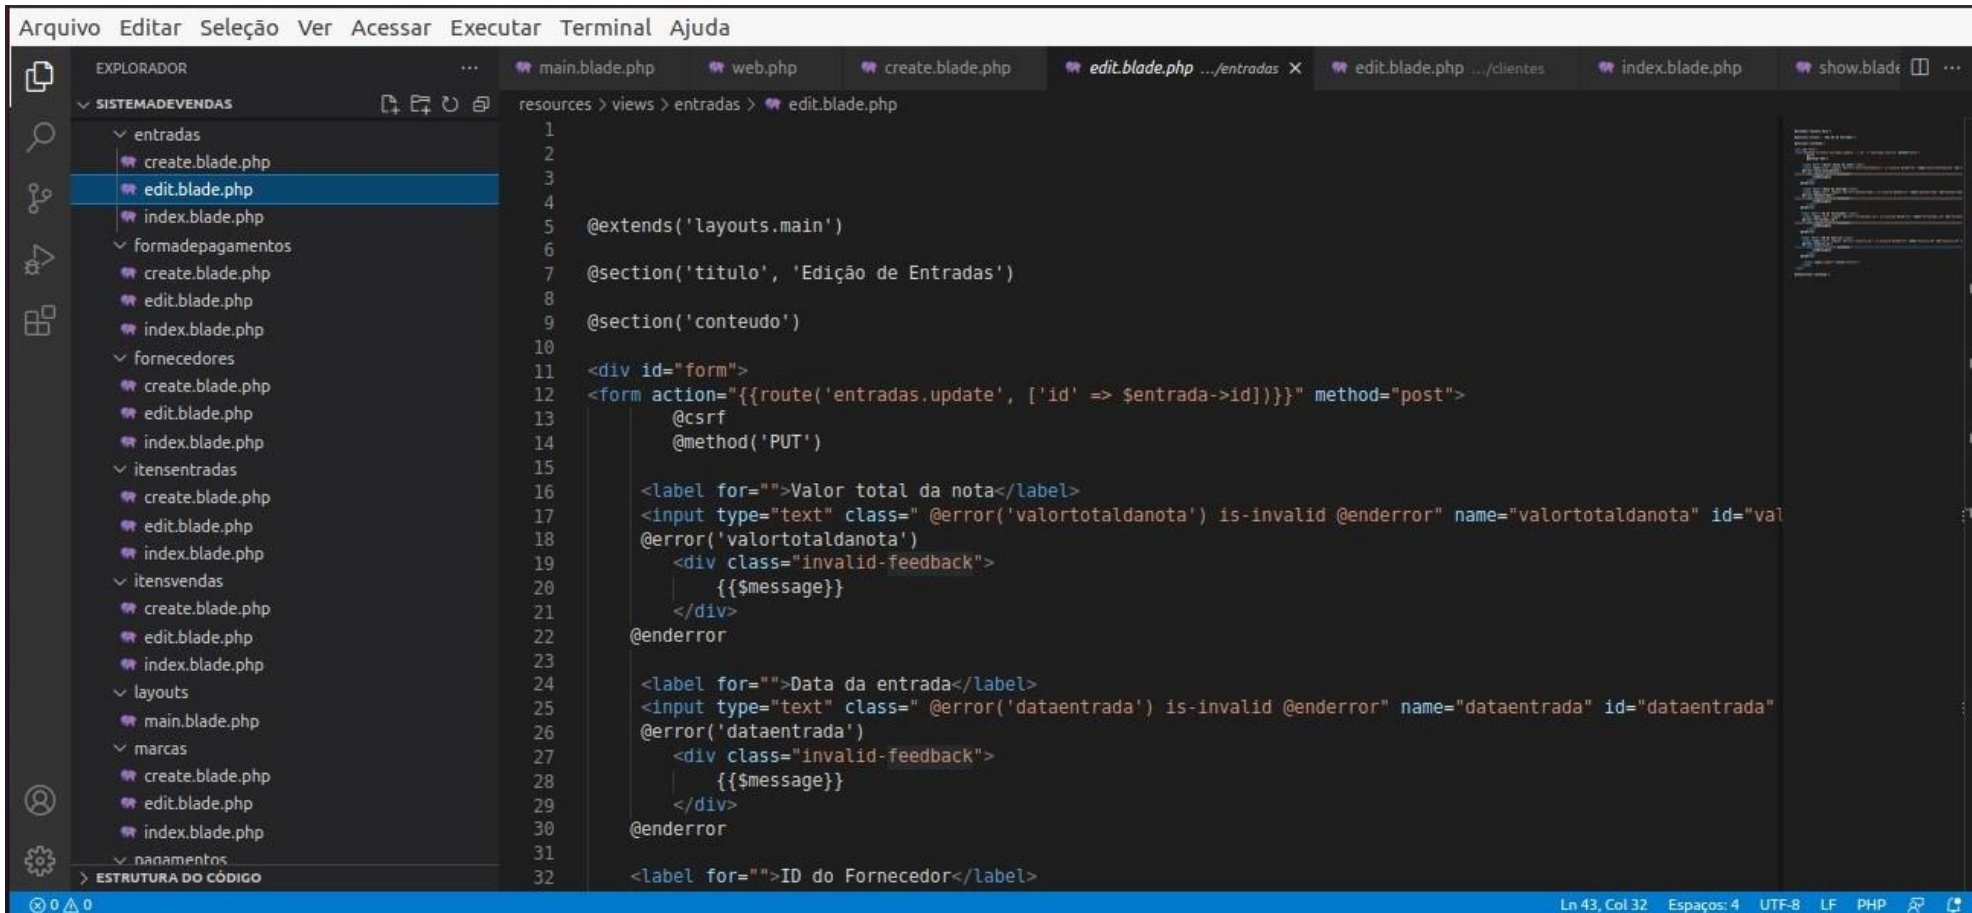 Arquivo Editar Seleção Ver Acessar Executar Terminal Ajuda
EXPLORADOR ...
SISTEMADEVENDAS
entradas
create.blade.php
edit.blade.php
index.blade.php
formadepagamentos
create.blade.php
edit.blade.php
index.blade.php
fornecedores
create.blade.php
edit.blade.php
index.blade.php
itensentradas
create.blade.php
edit.blade.php
index.blade.php
itensvendas
create.blade.php
edit.blade.php
index.blade.php
layouts
main.blade.php
marcas
create.blade.php
edit.blade.php
index.blade.php
pagamentos
ESTRUTURA DO CÓDIGO
main.blade.php web.php create.blade.php edit.blade.php .../entradas edit.blade.php .../clientes index.blade.php show.blade ...
resources > views > entradas > edit.blade.php
1
2
3
4
5 @extends('layouts.main')
6
7 @section('titulo', 'Edição de Entradas')
8
9 @section('conteudo')
10
11 <div id="form">
12 <form action="{{route('entradas.update', ['id' => $entrada->id])}}" method="post">
13 @csrf
14 @method('PUT')
15
16 <label for="">Valor total da nota</label>
17 <input type="text" class=" @error('valortotaldanota') is-invalid @enderror" name="valortotaldanota" id="val
18 @error('valortotaldanota')
19 <div class="invalid-feedback">
20 {{$message}}
21 </div>
22 @enderror
23
24 <label for="">Data da entrada</label>
25 <input type="text" class=" @error('dataentrada') is-invalid @enderror" name="dataentrada" id="dataentrada"
26 @error('dataentrada')
27 <div class="invalid-feedback">
28 {{$message}}
29 </div>
30 @enderror
31
32 <label for="">ID do Fornecedor</label>
0 0 Ln 43, Col 32 Espaços: 4 UTF-8 LF PHP